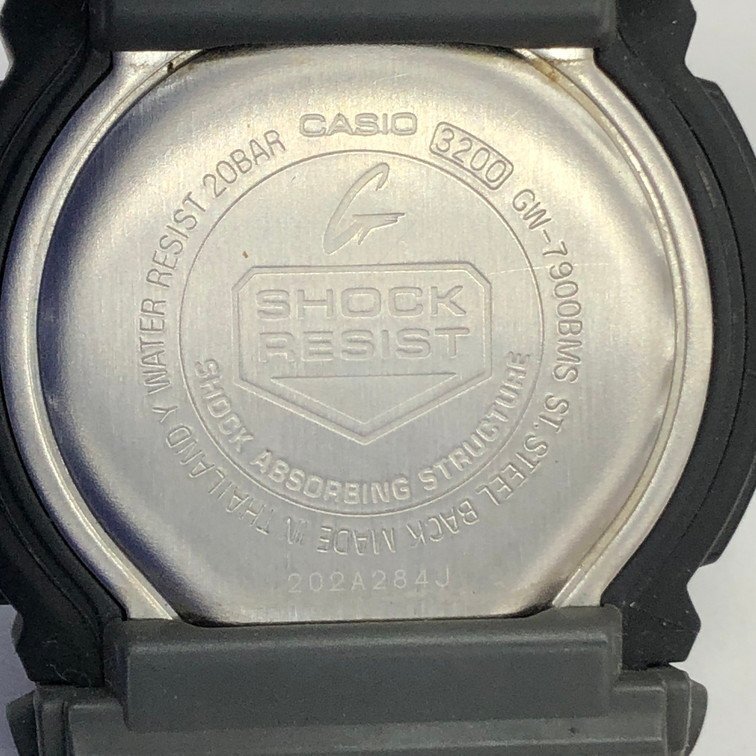 CASIO 3200 GW-7900BMS ST. STEEL BACK MADE IN THAILAND Y WATER RESIST 20BAR
G
SHOCK
RESIST
SHOCK ABSORBING STRUCTURE
202A284J